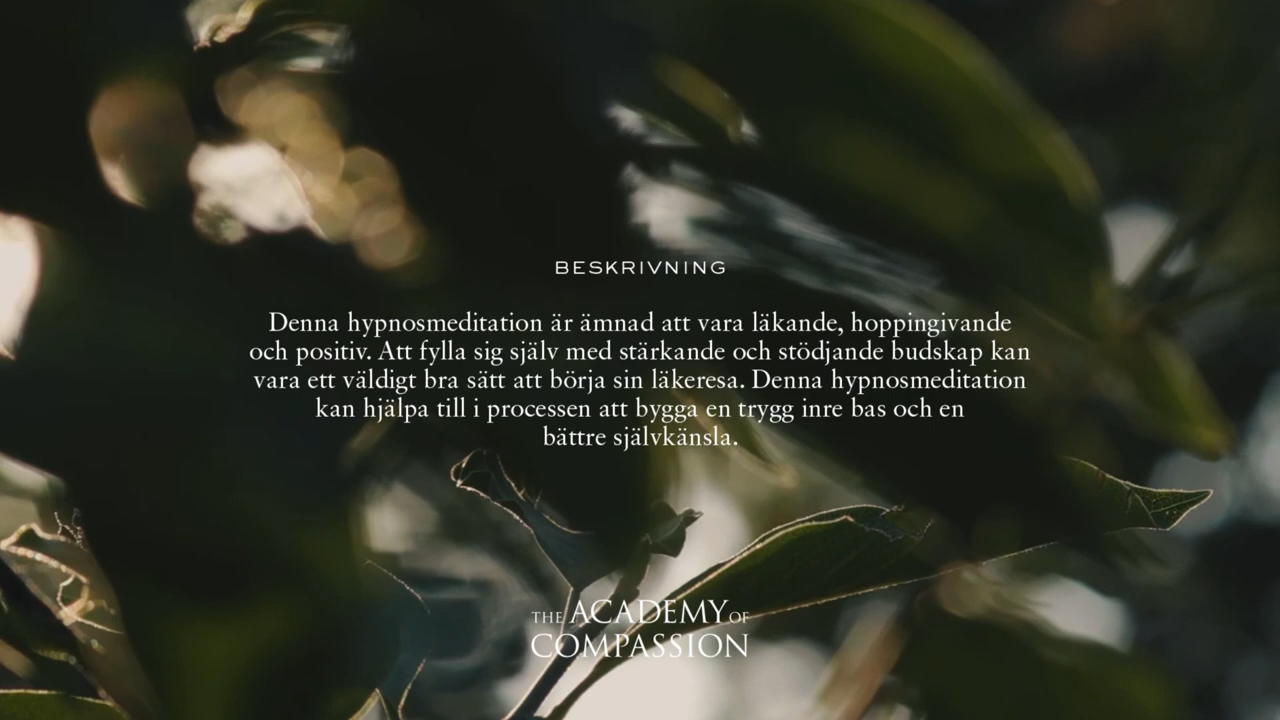 BESKRIVNING
Denna hypnosmeditation är ämnad att vara läkande, hoppingivande
och positiv. Att fylla sig själv med stärkande och stödjande budskap kan
vara ett väldigt bra sätt att börja sin läkeresa. Denna hypnosmeditation
kan hjälpa till i processen att bygga en trygg inre bas och en
bättre självkänsla.
THE ACADEMY OF
COMPASSION